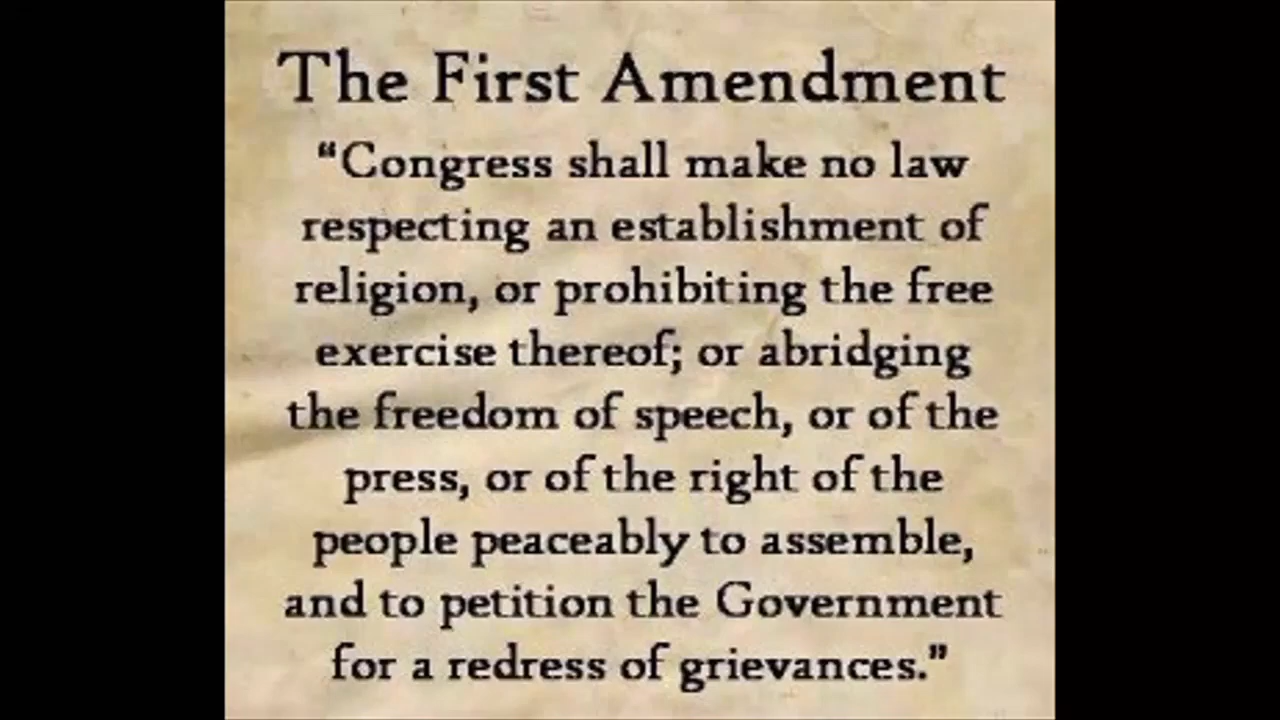 The First Amendment
“Congress shall make no law
respecting an establishment of
religion, or prohibiting the free
exercise thereof; or abridging
the freedom of speech, or of the
press, or of the right of the
people peaceably to assemble,
and to petition the Government
for a redress of grievances.”